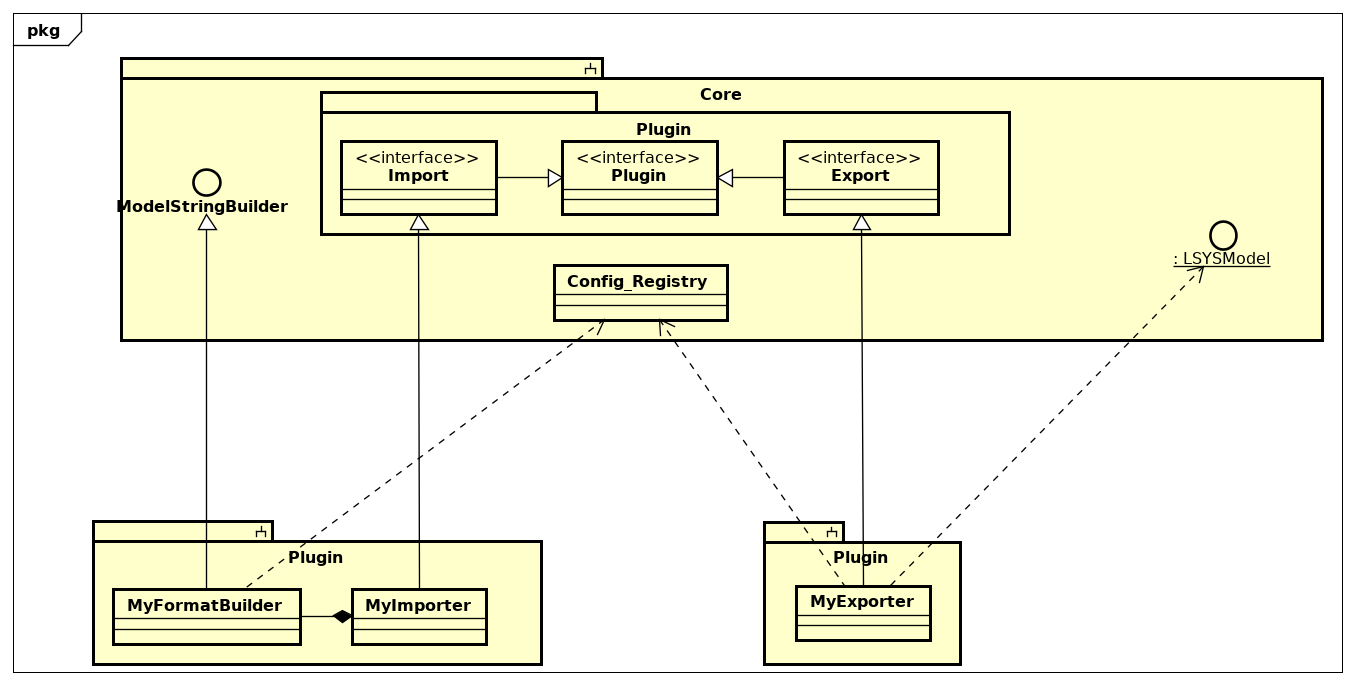 pkg
Core
Plugin
<<interface>>
Import
<<interface>>
Plugin
<<interface>>
Export
ModelStringBuilder
: LSYSModel
Config_Registry
Plugin
MyFormatBuilder
MyImporter
Plugin
MyExporter